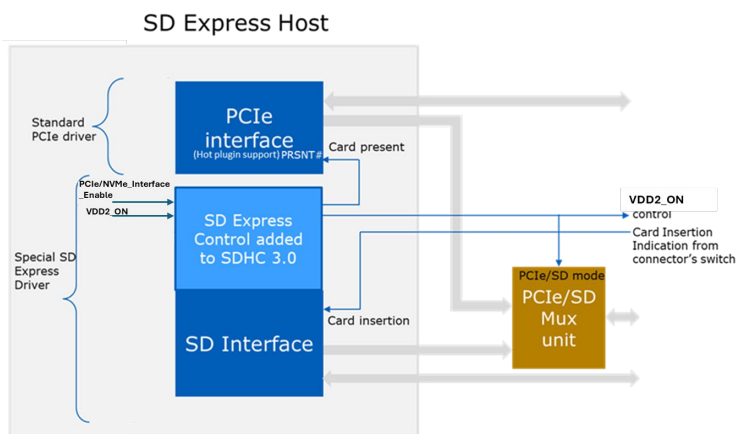 SD Express Host
Standard
PCIe driver
PCIe
interface
(Hot plugin support) PRSNT#
Card present
PCIe/NVMe_Interface
_Enable
VDD2_ON
SD Express
Control added
to SDHC 3.0
VDD2_ON
control
Card Insertion
Indication from
connector's switch
Special SD
Express
Driver
PCIe/SD mode
PCIe/SD
Mux
unit
Card insertion
SD Interface